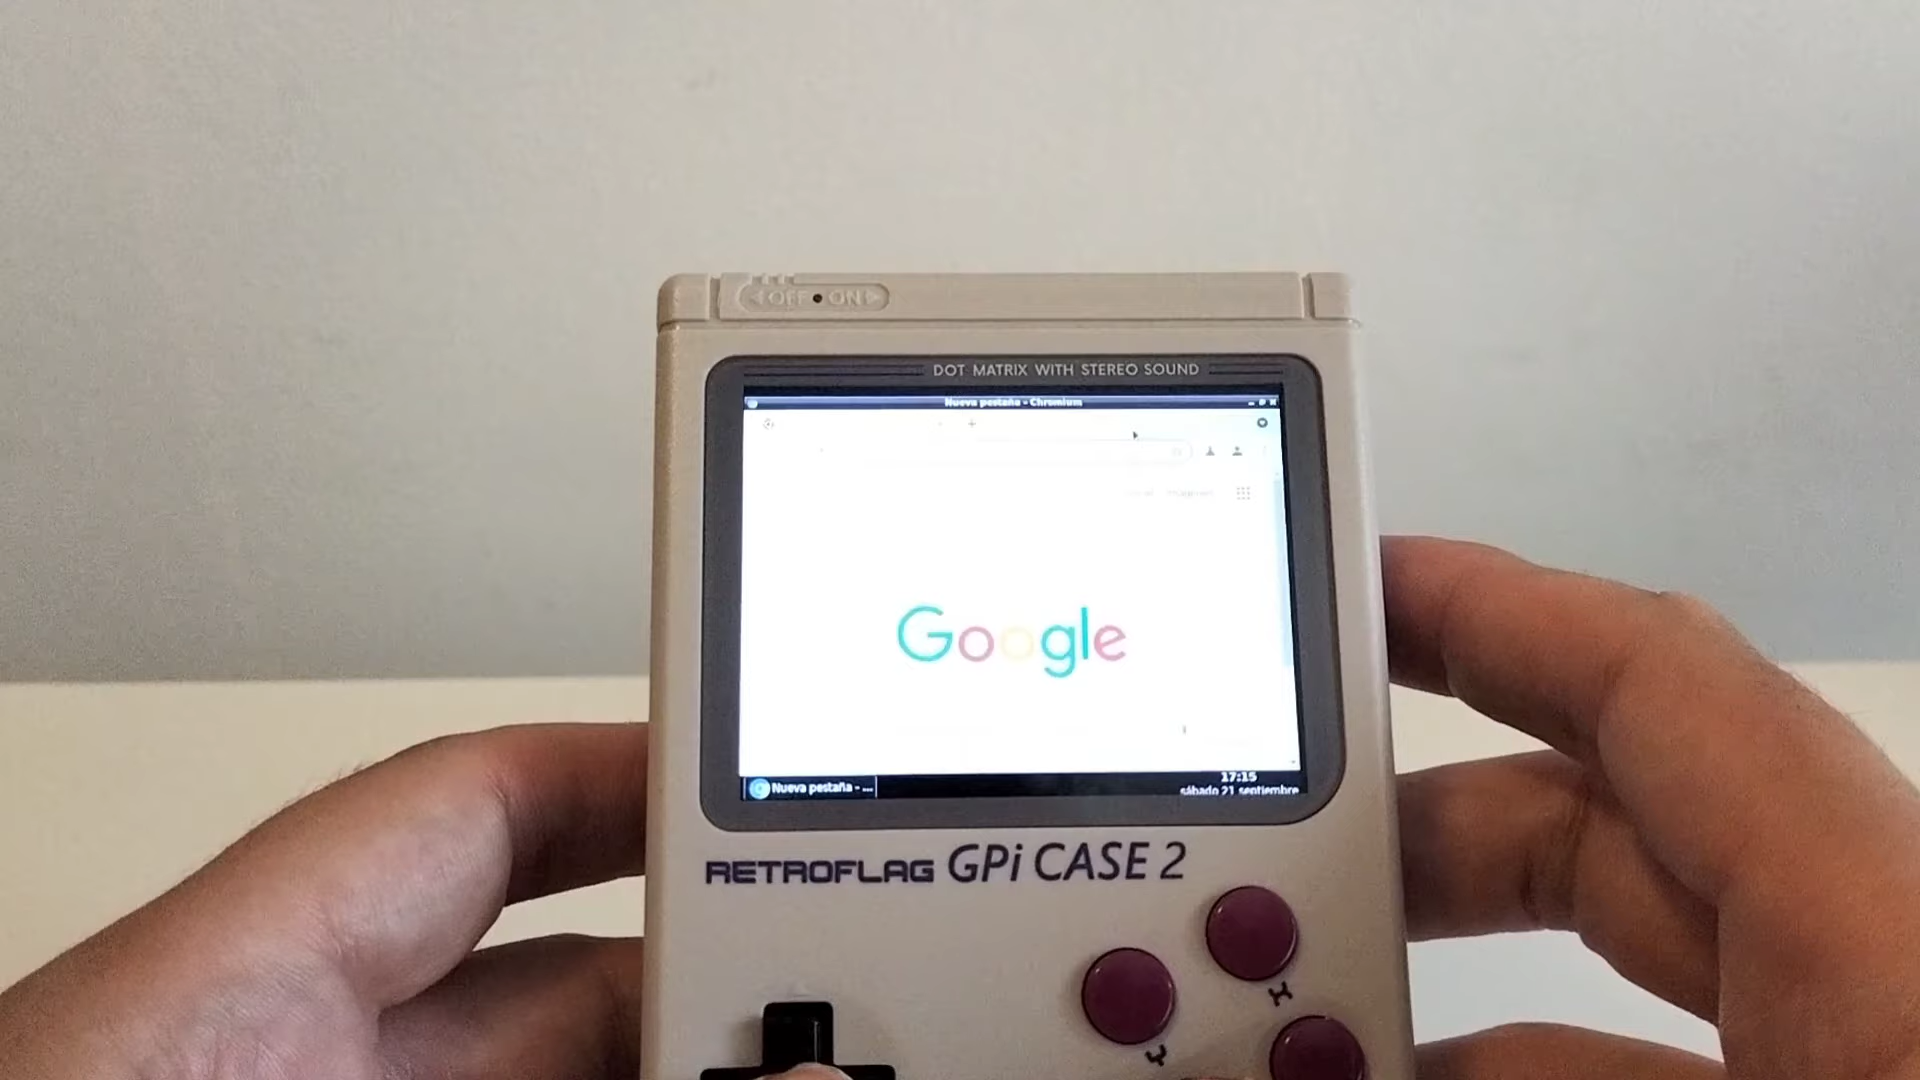 OFF ON
DOT MATRIX WITH STEREO SOUND
Nueva pestaña - Chromium
Google
17:15
Nueva pestaña - ...
sábado 21 septiembre
RETROFLAG GPi CASE 2
X
Y